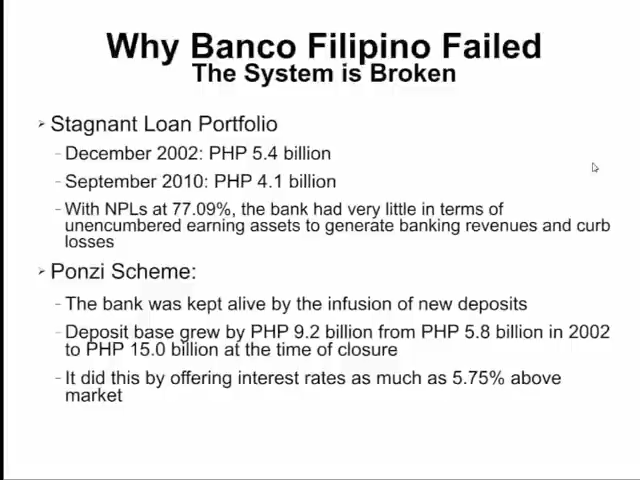 Why Banco Filipino Failed
The System is Broken
Stagnant Loan Portfolio
December 2002: PHP 5.4 billion
September 2010: PHP 4.1 billion
With NPLs at 77.09%, the bank had very little in terms of
unencumbered earning assets to generate banking revenues and curb
losses
Ponzi Scheme:
The bank was kept alive by the infusion of new deposits
Deposit base grew by PHP 9.2 billion from PHP 5.8 billion in 2002
to PHP 15.0 billion at the time of closure
It did this by offering interest rates as much as 5.75% above
market